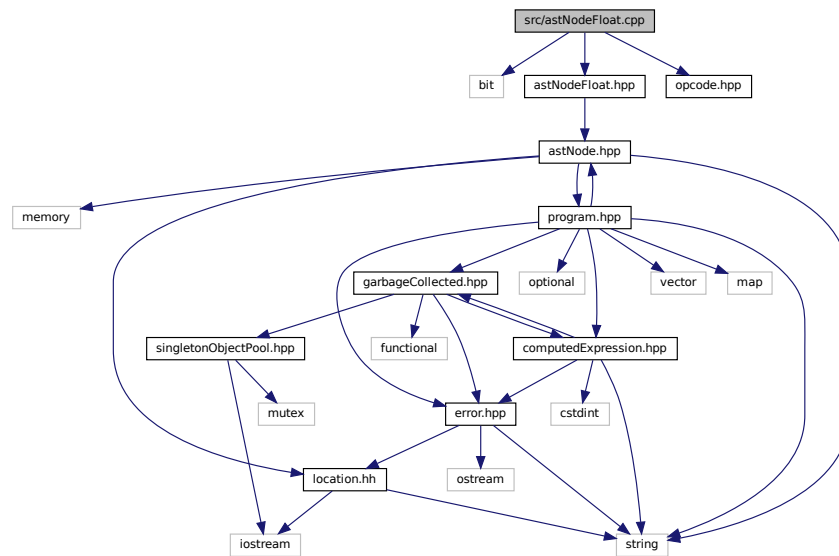 src/astNodeFloat.cpp
bit
astNodeFloat.hpp
opcode.hpp
astNode.hpp
memory
program.hpp
garbageCollected.hpp
optional
vector
map
singletonObjectPool.hpp
functional
computedExpression.hpp
mutex
error.hpp
cstdint
location.hh
ostream
iostream
string